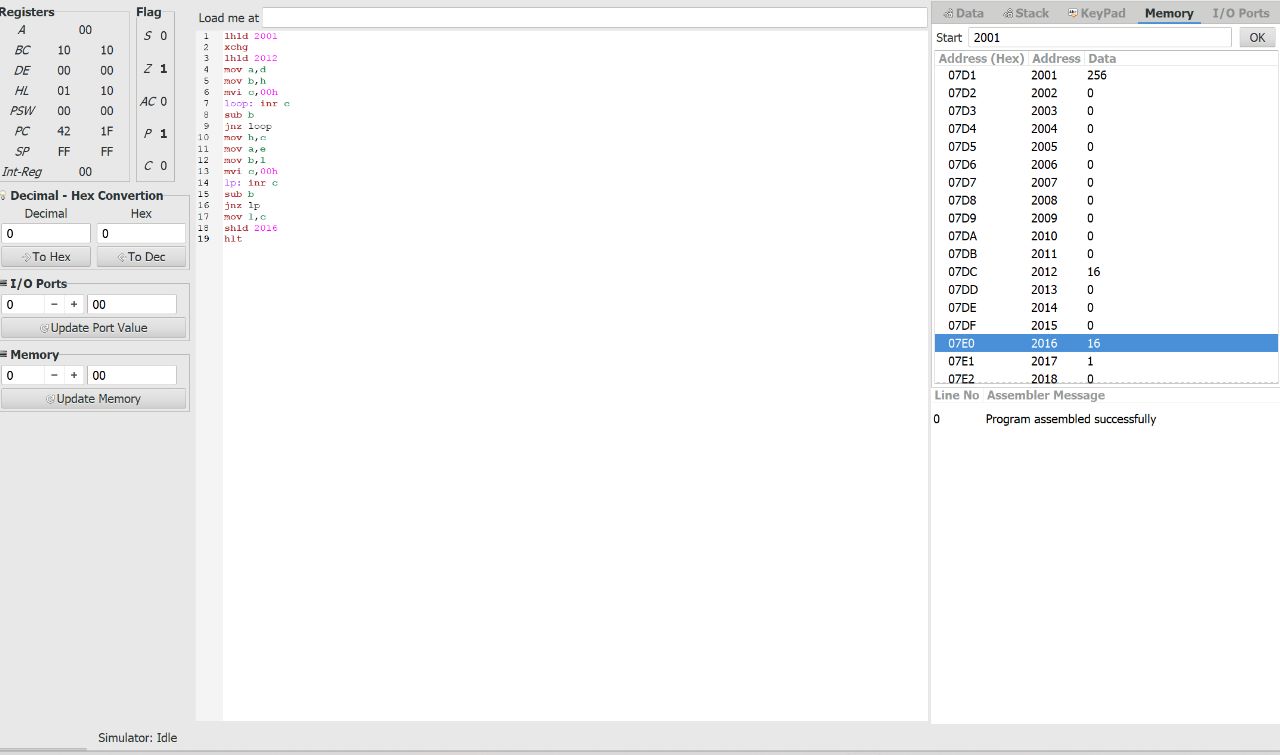 Registers
A 00
BC 10 10
DE 00 00
HL 01 10
PSW 00 00
PC 42 1F
SP FF FF
Int-Reg 00
Flag
S 0
Z 1
AC 0
P 1
C 0
Decimal - Hex Convertion
Decimal Hex
0 0
To Hex To Dec
I/O Ports
0 − + 00
Update Port Value
Memory
0 − + 00
Update Memory
Load me at
1 lhld 2001
2 xchg
3 lhld 2012
4 mov a,d
5 mov b,h
6 mvi c,00h
7 loop: inr c
8 sub b
9 jnz loop
10 mov h,c
11 mov a,e
12 mov b,l
13 mvi c,00h
14 lp: inr c
15 sub b
16 jnz lp
17 mov l,c
18 shld 2016
19 hlt
Data Stack KeyPad Memory I/O Ports
Start 2001 OK
Address (Hex) Address Data
07D1 2001 256
07D2 2002 0
07D3 2003 0
07D4 2004 0
07D5 2005 0
07D6 2006 0
07D7 2007 0
07D8 2008 0
07D9 2009 0
07DA 2010 0
07DB 2011 0
07DC 2012 16
07DD 2013 0
07DE 2014 0
07DF 2015 0
07E0 2016 16
07E1 2017 1
07E2 2018 0
Line No Assembler Message
0 Program assembled successfully
Simulator: Idle